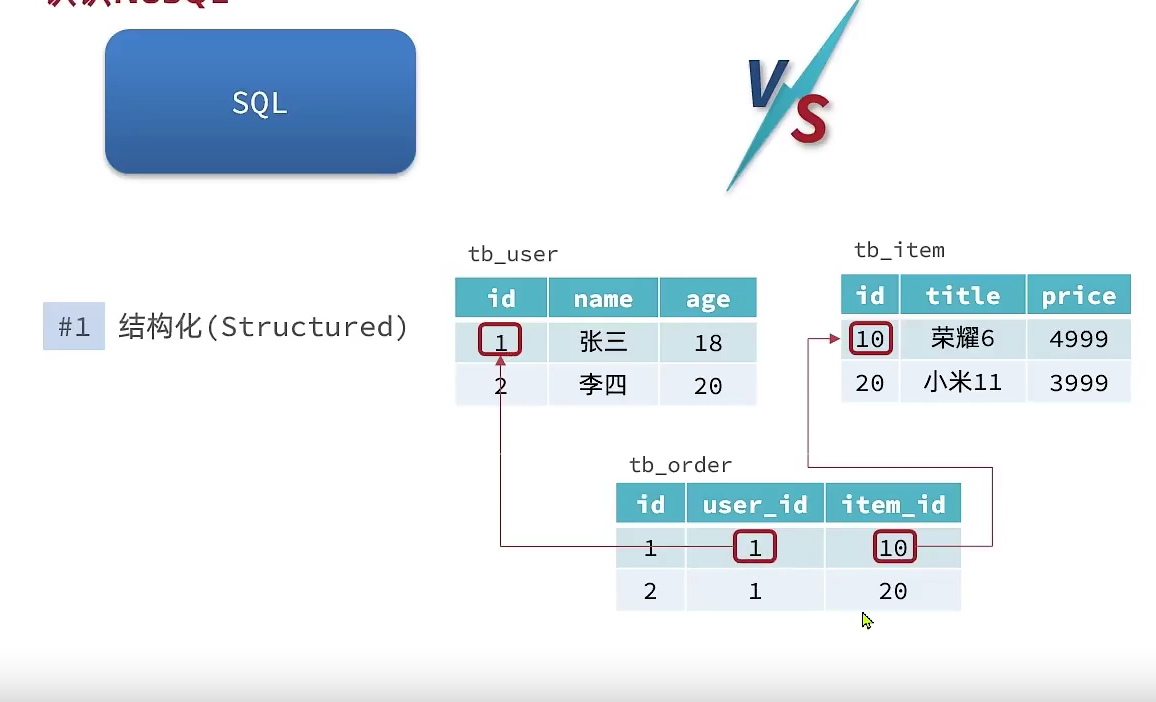 SQL
VS
#1 结构化(Structured)
tb_user
id name age
1 张三 18
2 李四 20
tb_item
id title price
10 荣耀6 4999
20 小米11 3999
tb_order
id user_id item_id
1 1 10
2 1 20